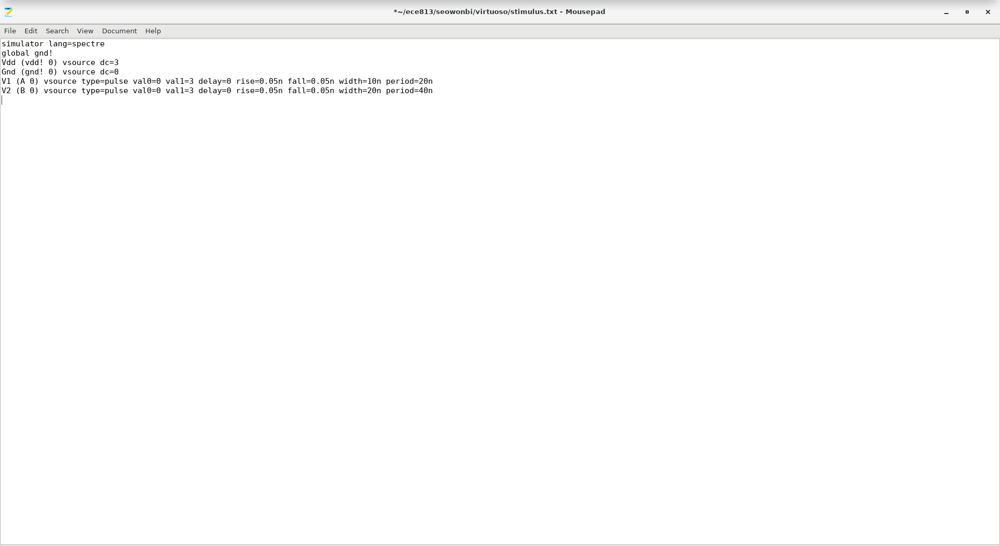 *~/ece813/seowonbi/virtuoso/stimulus.txt - Mousepad
File Edit Search View Document Help
simulator lang=spectre
global gnd!
Vdd (vdd! 0) vsource dc=3
Gnd (gnd! 0) vsource dc=0
V1 (A 0) vsource type=pulse val0=0 val1=3 delay=0 rise=0.05n fall=0.05n width=10n period=20n
V2 (B 0) vsource type=pulse val0=0 val1=3 delay=0 rise=0.05n fall=0.05n width=20n period=40n